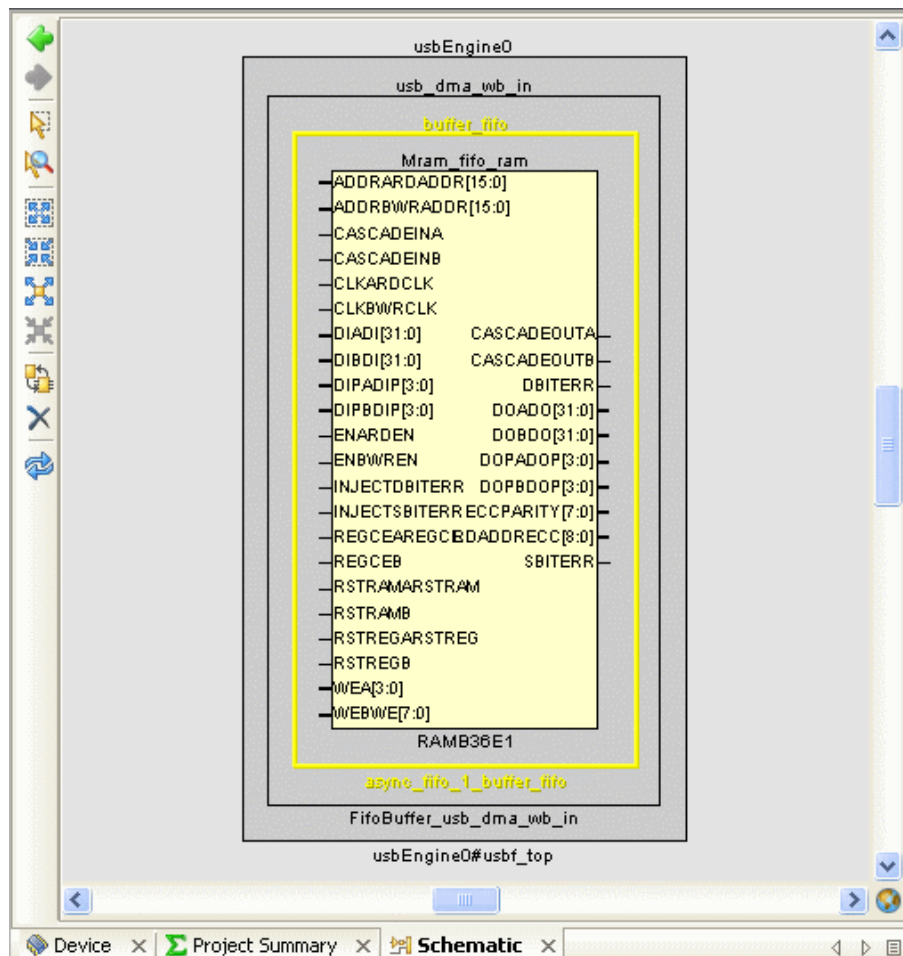 usbEngine0
usb_dma_wb_in
buffer_fifo
Mram_fifo_ram
ADDRARDADDR[15:0]
ADDRBWRADDR[15:0]
CASCADEINA
CASCADEINB
CLKARDCLK
CLKBWRCLK
DIADI[31:0] CASCADEOUTA
DIBDI[31:0] CASCADEOUTB
DIPADIP[3:0] DBITERR
DIPBDIP[3:0] DOADO[31:0]
ENARDEN DOBDO[31:0]
ENBWREN DOPADOP[3:0]
INJECTDBITERR DOPBDOP[3:0]
INJECTSBITERR ECCPARITY[7:0]
REGCEAREGCE RDADDRECC[8:0]
REGCEB SBITERR
RSTRAMARSTRAM
RSTRAMB
RSTREGARSTREG
RSTREGB
WEA[3:0]
WEBWE[7:0]
RAMB36E1
async_fifo_1_buffer_fifo
FifoBuffer_usb_dma_wb_in
usbEngine0#usbf_top
Device Project Summary Schematic